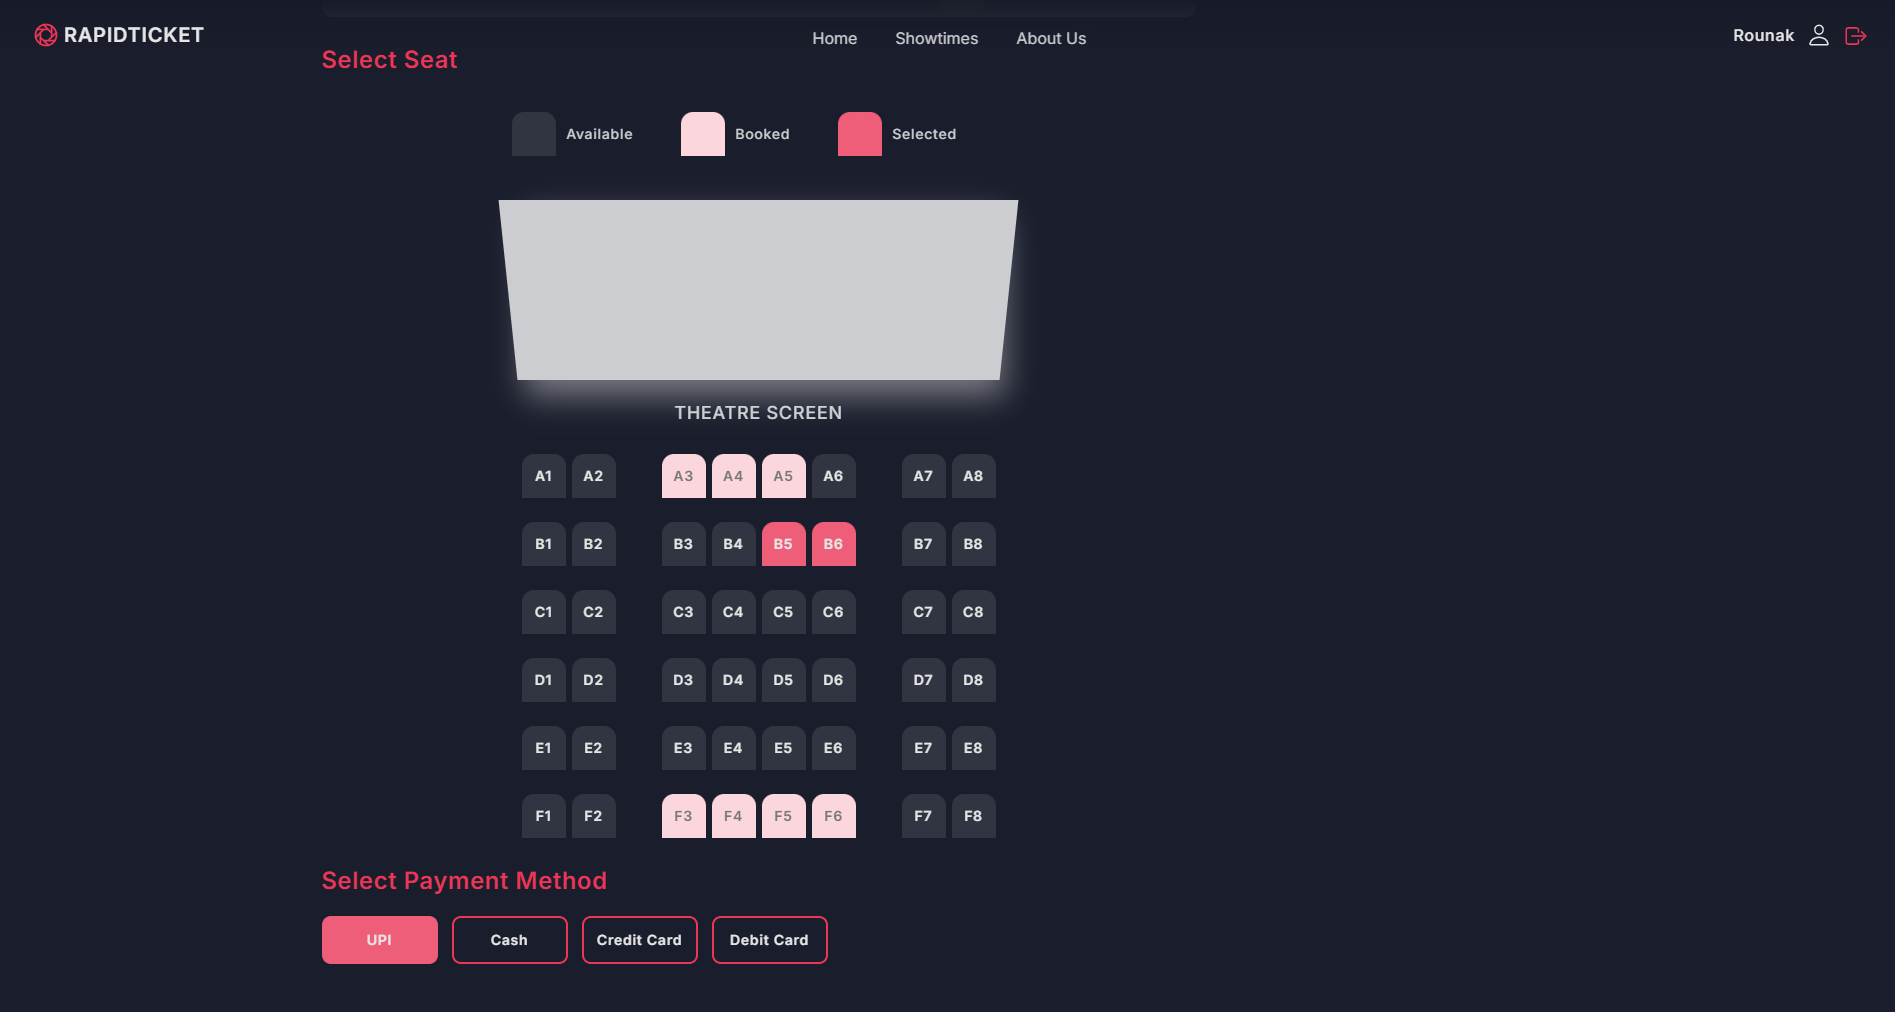 RAPIDTICKET
Home Showtimes About Us
Rounak
Select Seat
Available Booked Selected
THEATRE SCREEN
A1 A2 A3 A4 A5 A6 A7 A8
B1 B2 B3 B4 B5 B6 B7 B8
C1 C2 C3 C4 C5 C6 C7 C8
D1 D2 D3 D4 D5 D6 D7 D8
E1 E2 E3 E4 E5 E6 E7 E8
F1 F2 F3 F4 F5 F6 F7 F8
Select Payment Method
UPI Cash Credit Card Debit Card